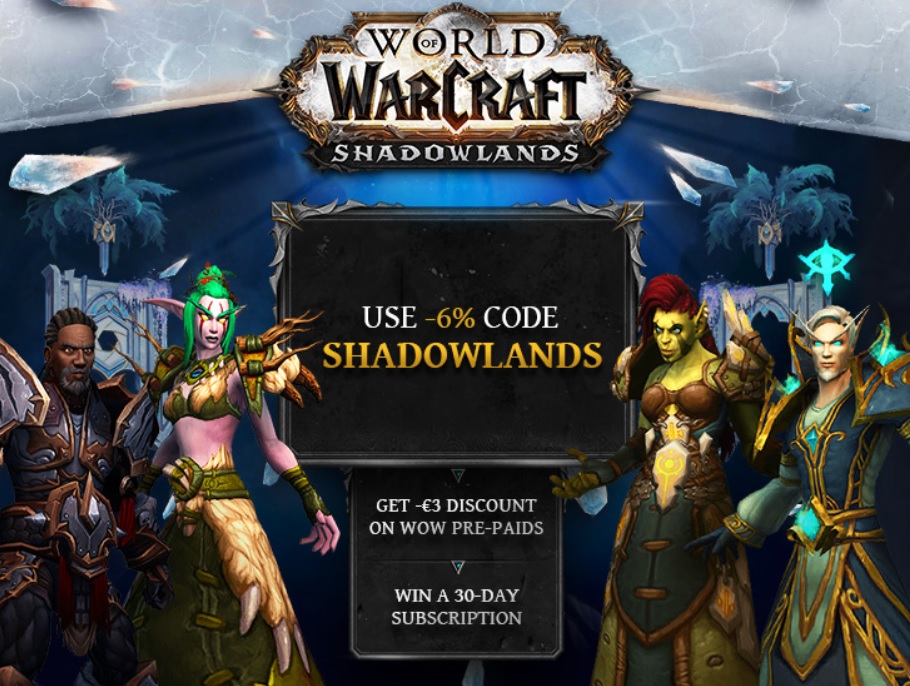 WORLD
OF
WARCRAFT
SHADOWLANDS
USE -6% CODE
SHADOWLANDS
GET -€3 DISCOUNT
ON WOW PRE-PAIDS
WIN A 30-DAY
SUBSCRIPTION